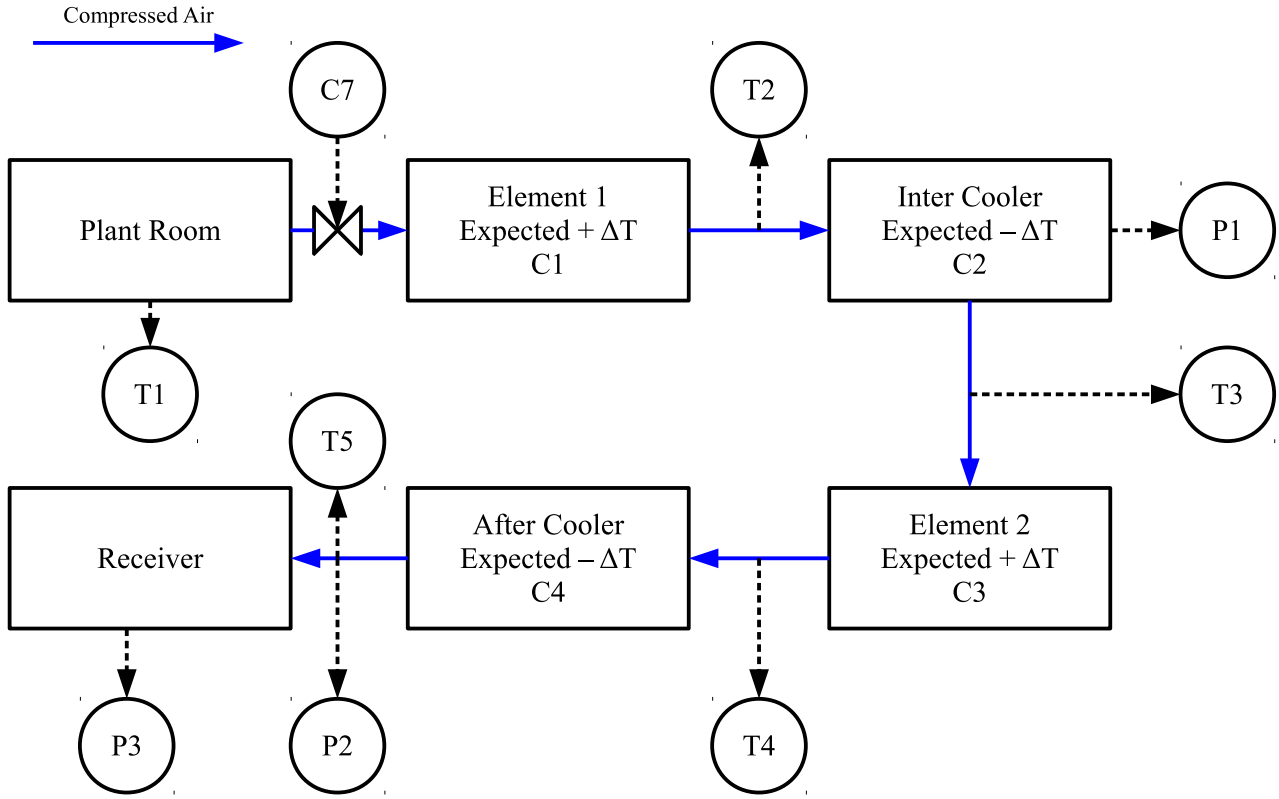 Compressed Air
C7
T2
Plant Room
Element 1
Expected + ΔT
C1
Inter Cooler
Expected – ΔT
C2
P1
T1
T3
T5
Receiver
After Cooler
Expected – ΔT
C4
Element 2
Expected + ΔT
C3
P3
P2
T4